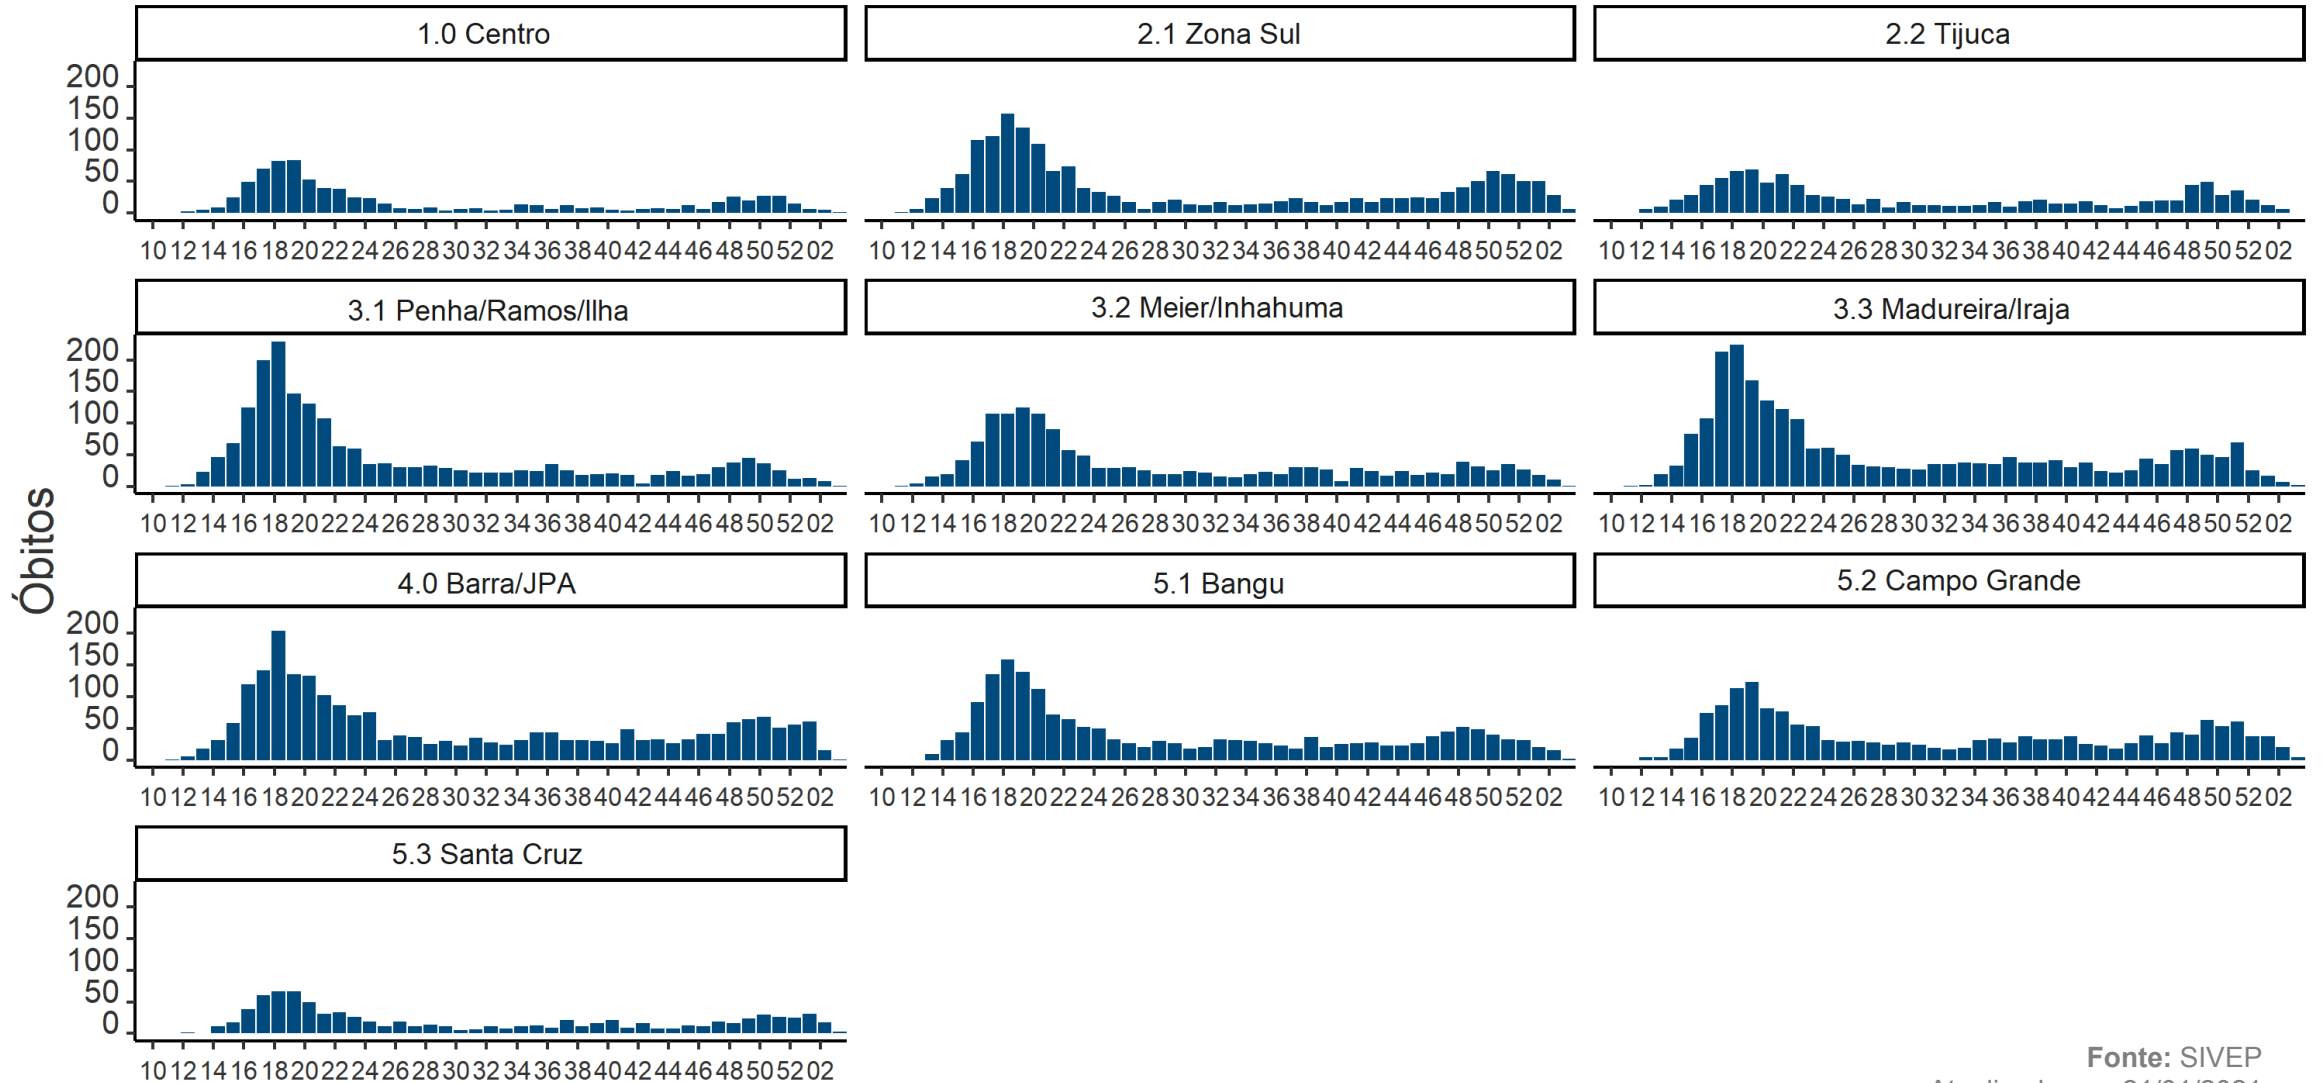 1.0 Centro
2.1 Zona Sul
2.2 Tijuca
200
150
100
50
0
10 12 14 16 18 20 22 24 26 28 30 32 34 36 38 40 42 44 46 48 50 52 02
10 12 14 16 18 20 22 24 26 28 30 32 34 36 38 40 42 44 46 48 50 52 02
10 12 14 16 18 20 22 24 26 28 30 32 34 36 38 40 42 44 46 48 50 52 02
3.1 Penha/Ramos/Ilha
3.2 Meier/Inhahuma
3.3 Madureira/Iraja
200
150
100
50
0
10 12 14 16 18 20 22 24 26 28 30 32 34 36 38 40 42 44 46 48 50 52 02
10 12 14 16 18 20 22 24 26 28 30 32 34 36 38 40 42 44 46 48 50 52 02
10 12 14 16 18 20 22 24 26 28 30 32 34 36 38 40 42 44 46 48 50 52 02
Óbitos
4.0 Barra/JPA
5.1 Bangu
5.2 Campo Grande
200
150
100
50
0
10 12 14 16 18 20 22 24 26 28 30 32 34 36 38 40 42 44 46 48 50 52 02
10 12 14 16 18 20 22 24 26 28 30 32 34 36 38 40 42 44 46 48 50 52 02
10 12 14 16 18 20 22 24 26 28 30 32 34 36 38 40 42 44 46 48 50 52 02
5.3 Santa Cruz
200
150
100
50
0
10 12 14 16 18 20 22 24 26 28 30 32 34 36 38 40 42 44 46 48 50 52 02
Fonte: SIVEP